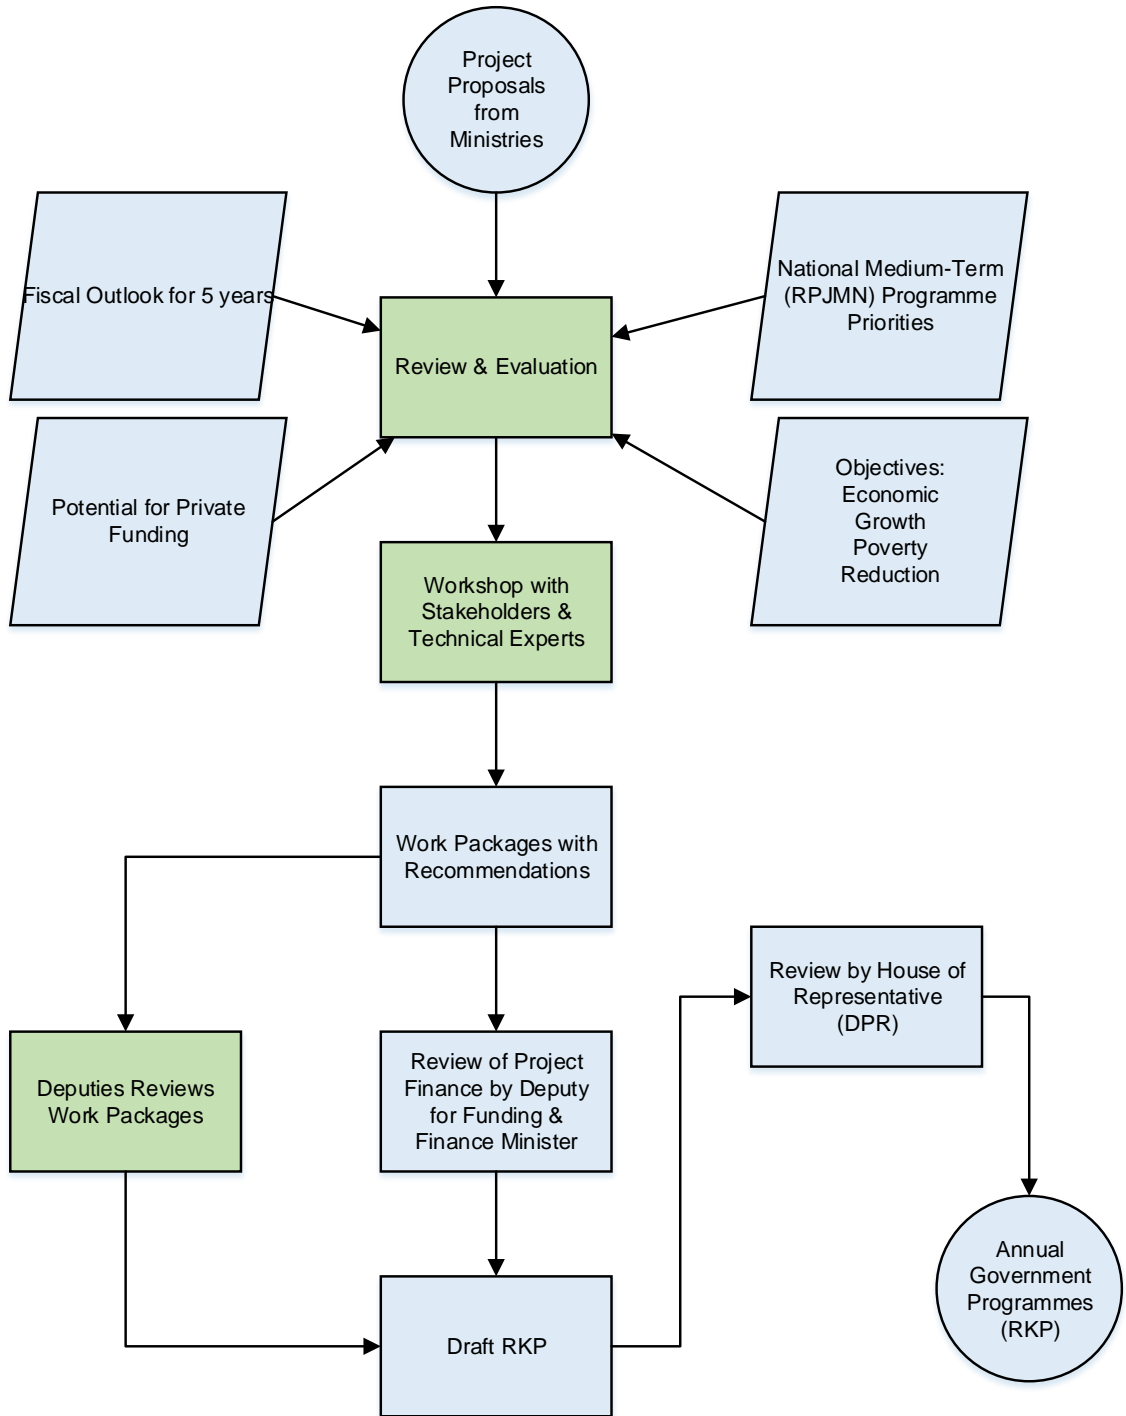 Project
Proposals
from
Ministries
Fiscal Outlook for 5 years
National Medium-Term
(RPJMN) Programme
Priorities
Review & Evaluation
Potential for Private
Funding
Objectives:
Economic
Growth
Poverty
Reduction
Workshop with
Stakeholders &
Technical Experts
Work Packages with
Recommendations
Review by House of
Representative
(DPR)
Deputies Reviews
Work Packages
Review of Project
Finance by Deputy
for Funding &
Finance Minister
Annual
Government
Programmes
(RKP)
Draft RKP